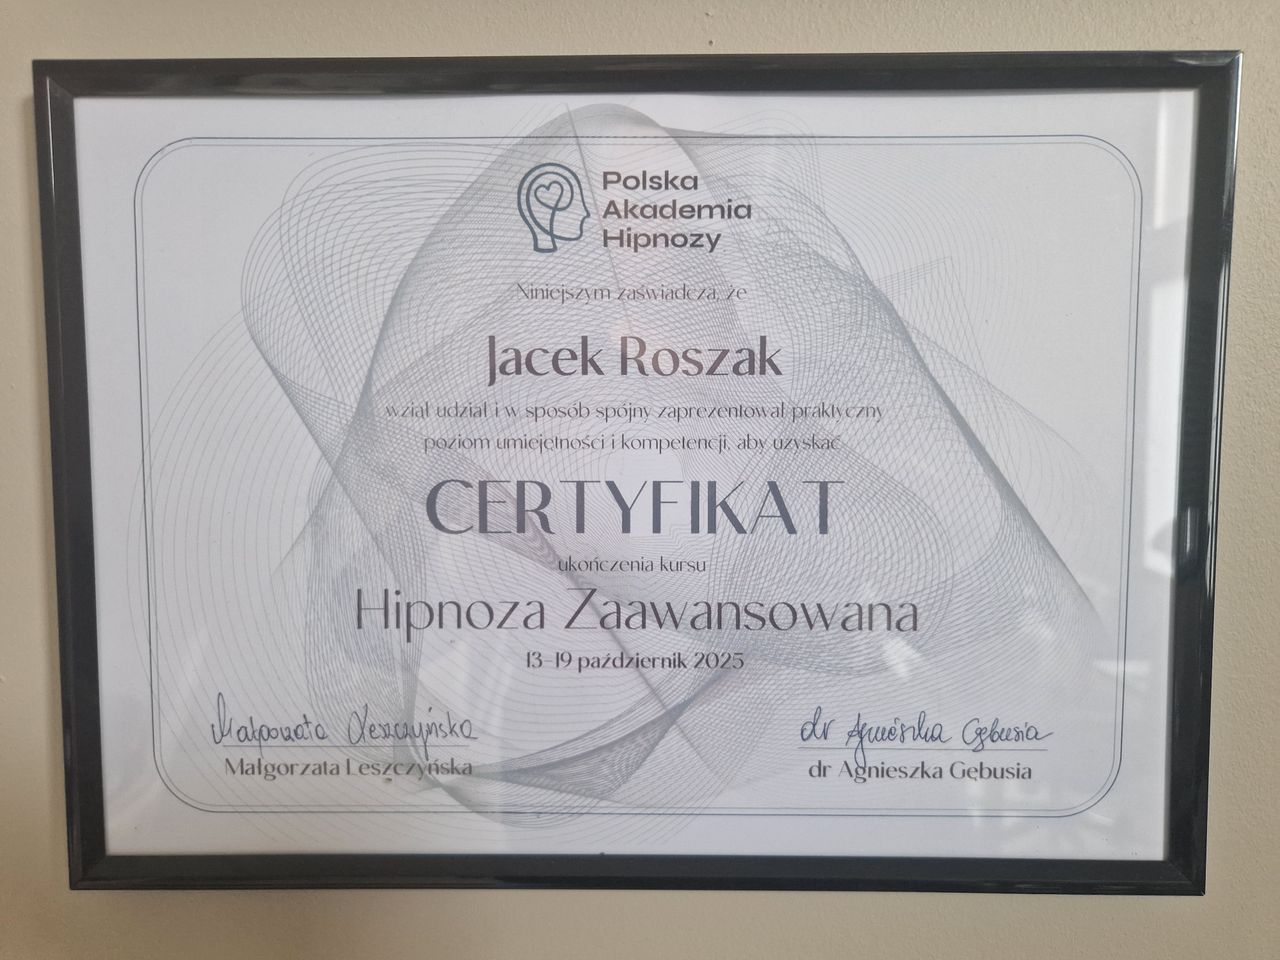 Polska
Akademia
Hipnozy
Niniejszym zaświadcza, że
Jacek Roszak
wziął udział i w sposób spójny zaprezentował praktyczny
poziom umiejętności i kompetencji, aby uzyskać
CERTYFIKAT
ukończenia kursu
Hipnoza Zaawansowana
13-19 październik 2025
Małgorzata Leszczyńska
dr Agnieszka Gębusia
Małgorzata Leszczyńska
dr Agnieszka Gębusia